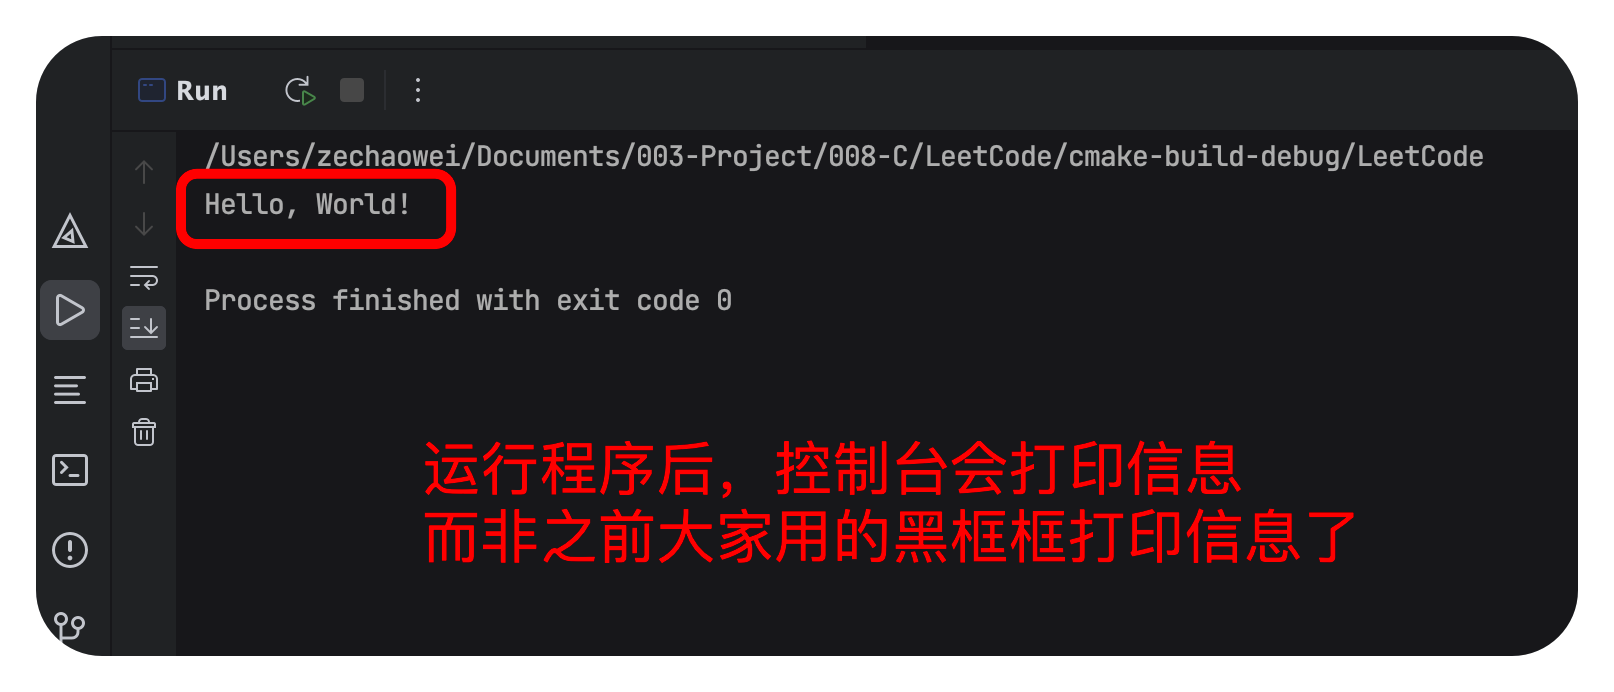 Run
/Users/zechaowei/Documents/003-Project/008-C/LeetCode/cmake-build-debug/LeetCode
Hello, World!
Process finished with exit code 0
运行程序后，控制台会打印信息
而非之前大家用的黑框框打印信息了